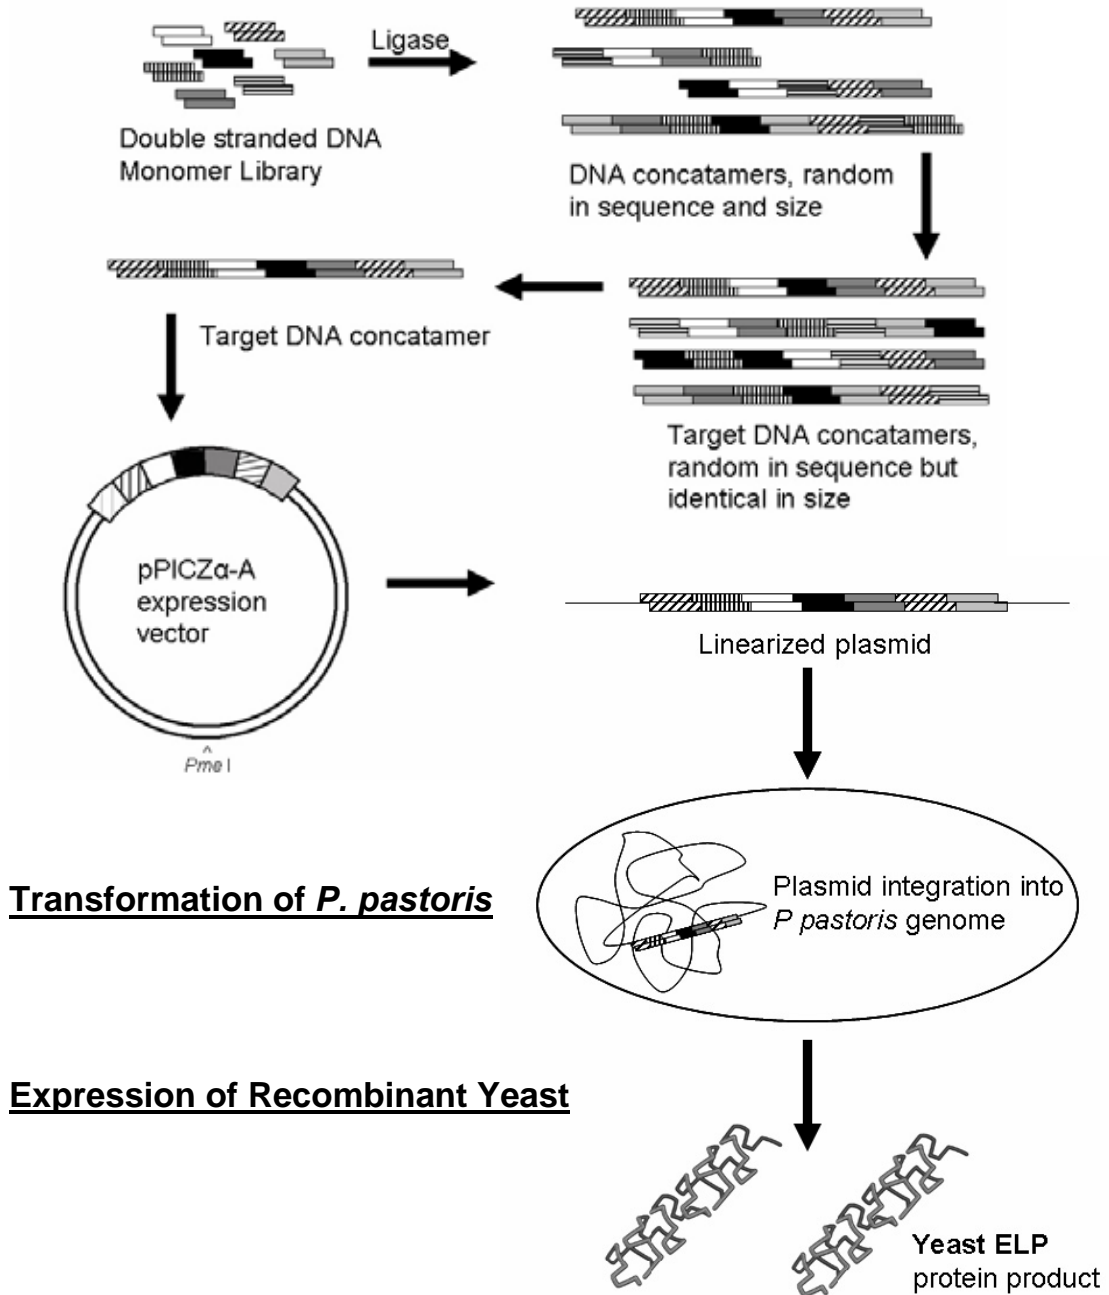 Ligase
Double stranded DNA
Monomer Library
DNA concatamers, random
in sequence and size
Target DNA concatamer
Target DNA concatamers,
random in sequence but
identical in size
pPICZα-A
expression
vector
Pme I
Linearized plasmid
Transformation of P. pastoris
Plasmid integration into
P pastoris genome
Expression of Recombinant Yeast
Yeast ELP
protein product